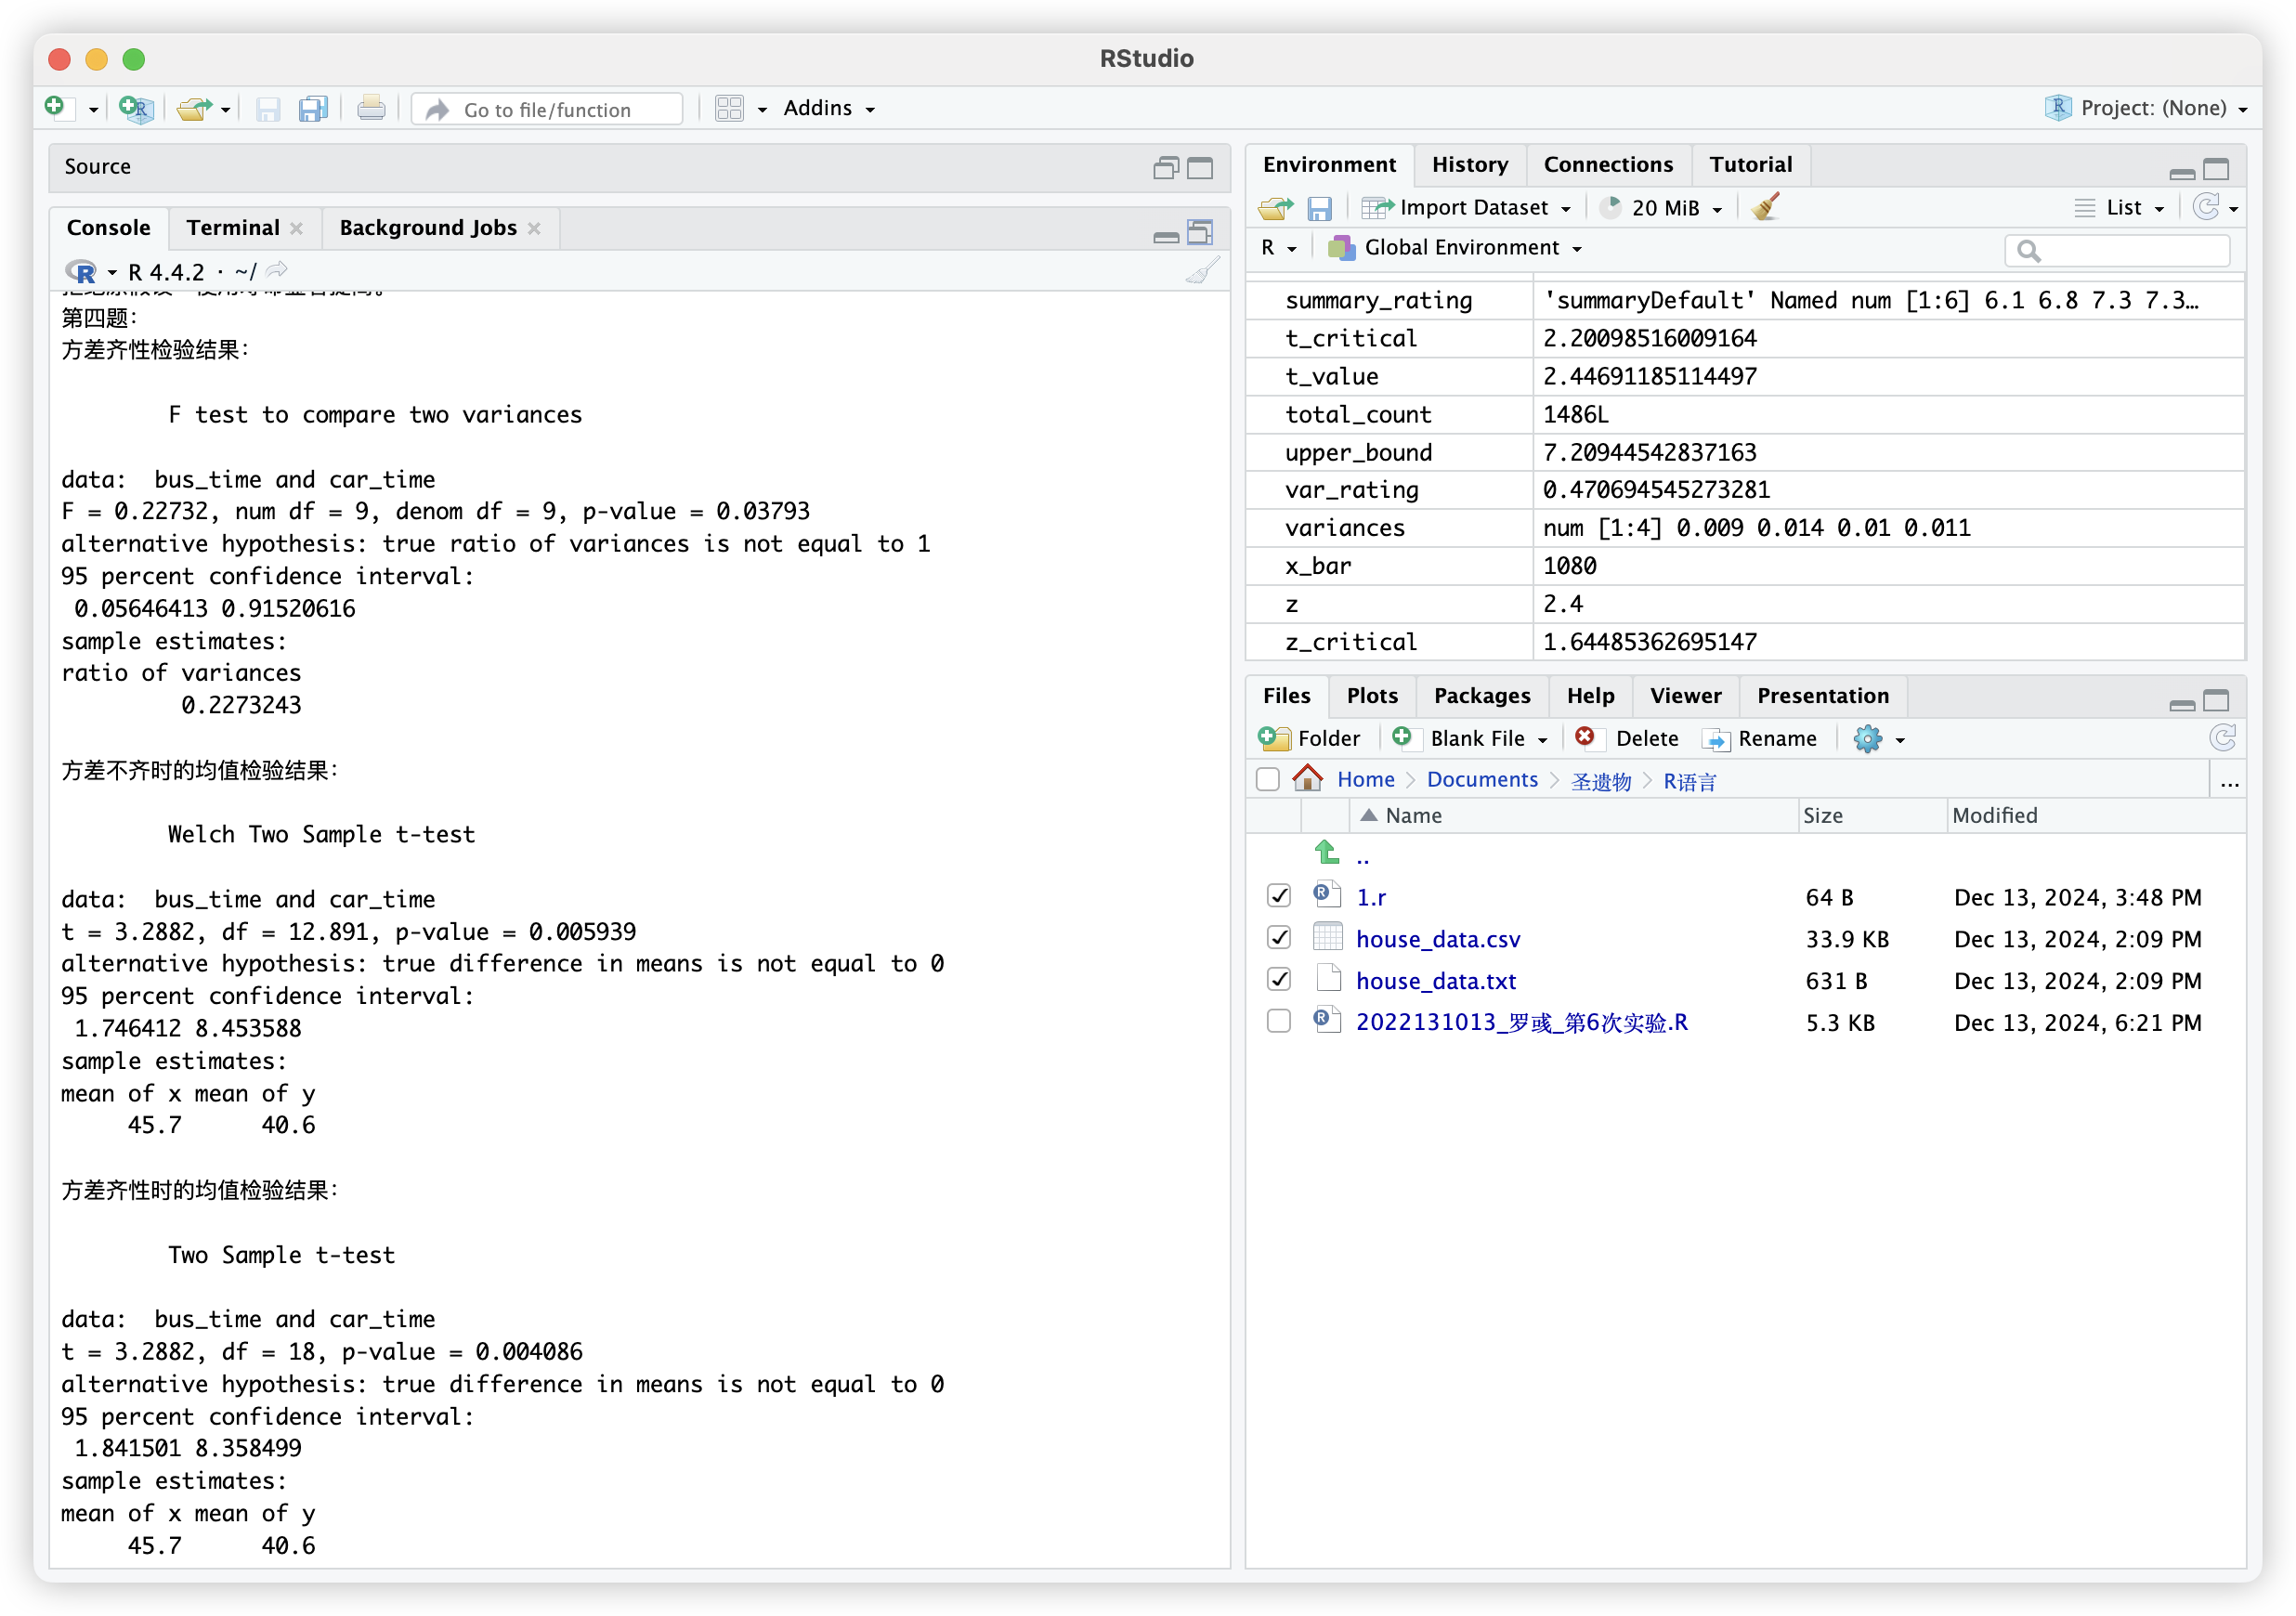 RStudio
Go to file/function
Addins
Project: (None)
Source
Console
Terminal
Background Jobs
R 4.4.2 · ~/
第四题：
方差齐性检验结果：
F test to compare two variances
data:  bus_time and car_time
F = 0.22732, num df = 9, denom df = 9, p-value = 0.03793
alternative hypothesis: true ratio of variances is not equal to 1
95 percent confidence interval:
0.05646413 0.91520616
sample estimates:
ratio of variances
0.2273243
方差不齐时的均值检验结果：
Welch Two Sample t-test
data:  bus_time and car_time
t = 3.2882, df = 12.891, p-value = 0.005939
alternative hypothesis: true difference in means is not equal to 0
95 percent confidence interval:
1.746412 8.453588
sample estimates:
mean of x mean of y
45.7      40.6
方差齐性时的均值检验结果：
Two Sample t-test
data:  bus_time and car_time
t = 3.2882, df = 18, p-value = 0.004086
alternative hypothesis: true difference in means is not equal to 0
95 percent confidence interval:
1.841501 8.358499
sample estimates:
mean of x mean of y
45.7      40.6
Environment
History
Connections
Tutorial
Import Dataset
20 MiB
List
R
Global Environment
summary_rating 'summaryDefault' Named num [1:6] 6.1 6.8 7.3 7.3…
t_critical 2.20098516009164
t_value 2.44691185114497
total_count 1486L
upper_bound 7.20944542837163
var_rating 0.470694545273281
variances num [1:4] 0.009 0.014 0.01 0.011
x_bar 1080
z 2.4
z_critical 1.64485362695147
Files
Plots
Packages
Help
Viewer
Presentation
Folder
Blank File
Delete
Rename
Home
Documents
圣遗物
R语言
...
Name Size Modified
..
1.r 64 B Dec 13, 2024, 3:48 PM
house_data.csv 33.9 KB Dec 13, 2024, 2:09 PM
house_data.txt 631 B Dec 13, 2024, 2:09 PM
2022131013_罗彧_第6次实验.R 5.3 KB Dec 13, 2024, 6:21 PM